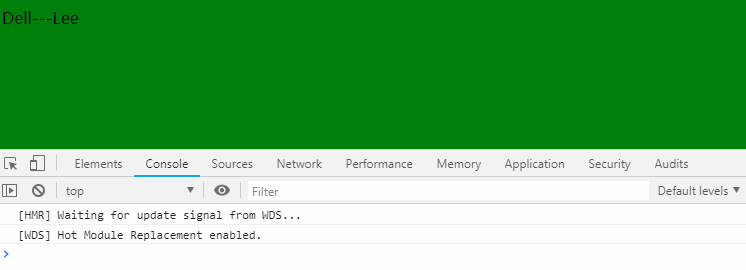 Dell---Lee
Elements Console Sources Network Performance Memory Application Security Audits
top Filter Default levels
[HMR] Waiting for update signal from WDS...
[WDS] Hot Module Replacement enabled.